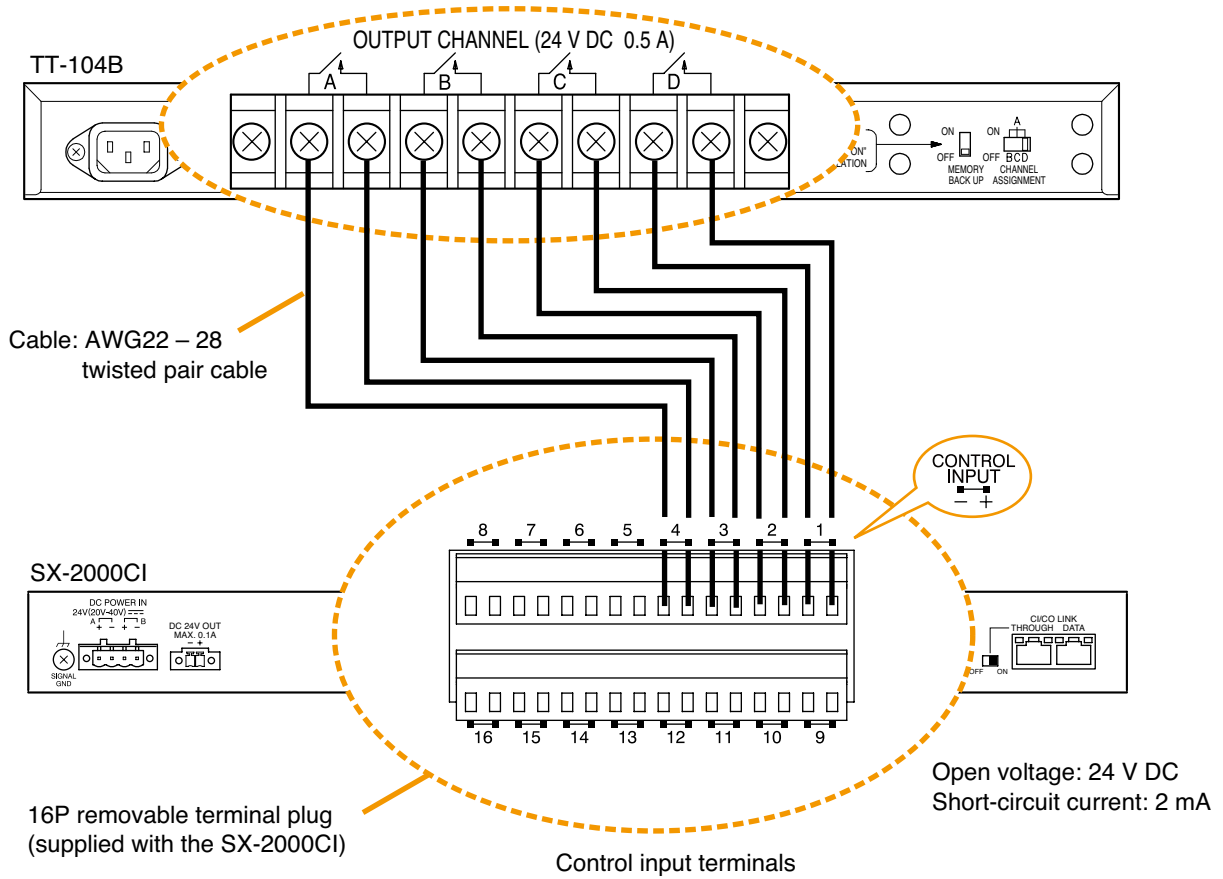 OUTPUT CHANNEL (24 V DC 0.5 A)
TT-104B
A B C D
ON"
LATION
ON
OFF
MEMORY
BACK UP
A
ON
OFF B C D
CHANNEL
ASSIGNMENT
Cable: AWG22 – 28
twisted pair cable
CONTROL
INPUT
– +
8 7 6 5 4 3 2 1
SX-2000CI
DC POWER IN
24V(20V-40V)
A + – + – B
DC 24V OUT
MAX. 0.1A
– +
SIGNAL
GND
CI/CO LINK
THROUGH DATA
OFF ON
16 15 14 13 12 11 10 9
Open voltage: 24 V DC
Short-circuit current: 2 mA
16P removable terminal plug
(supplied with the SX-2000CI)
Control input terminals